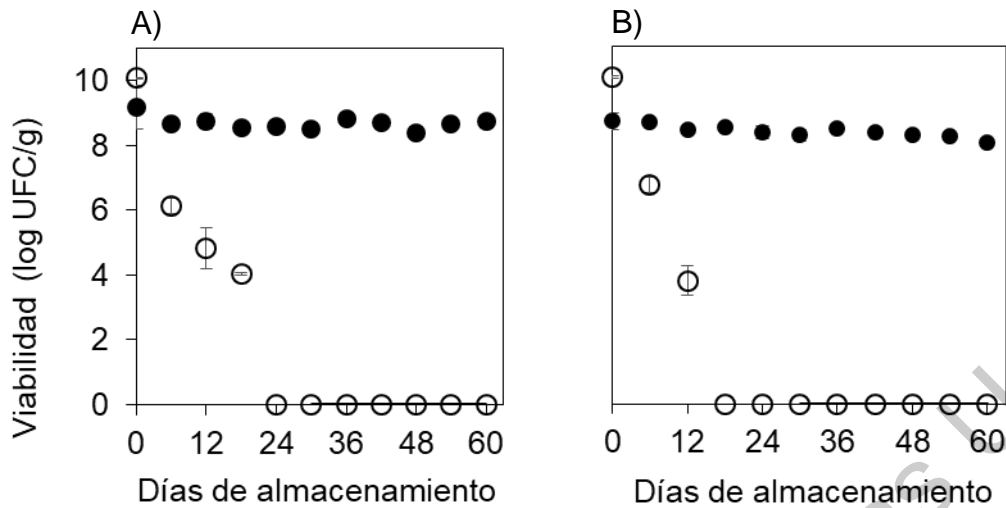 A)
B)
Viabilidad (log UFC/g)
10
8
6
4
2
0
0 12 24 36 48 60
0 12 24 36 48 60
Días de almacenamiento
Días de almacenamiento